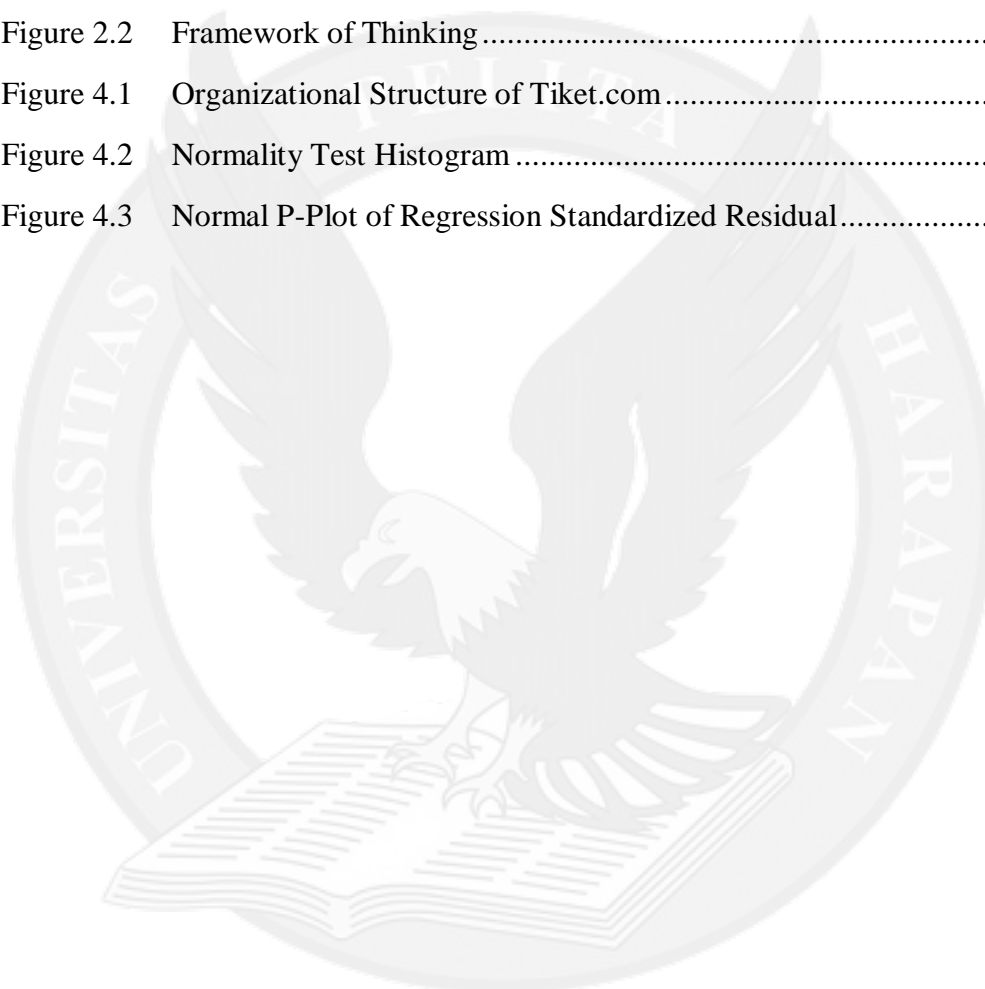 Figure 2.2 Framework of Thinking..............................................................
Figure 4.1 Organizational Structure of Tiket.com.......................................
Figure 4.2 Normality Test Histogram.........................................................
Figure 4.3 Normal P-Plot of Regression Standardized Residual..................
UNIVERSITAS PELITA HARAPAN